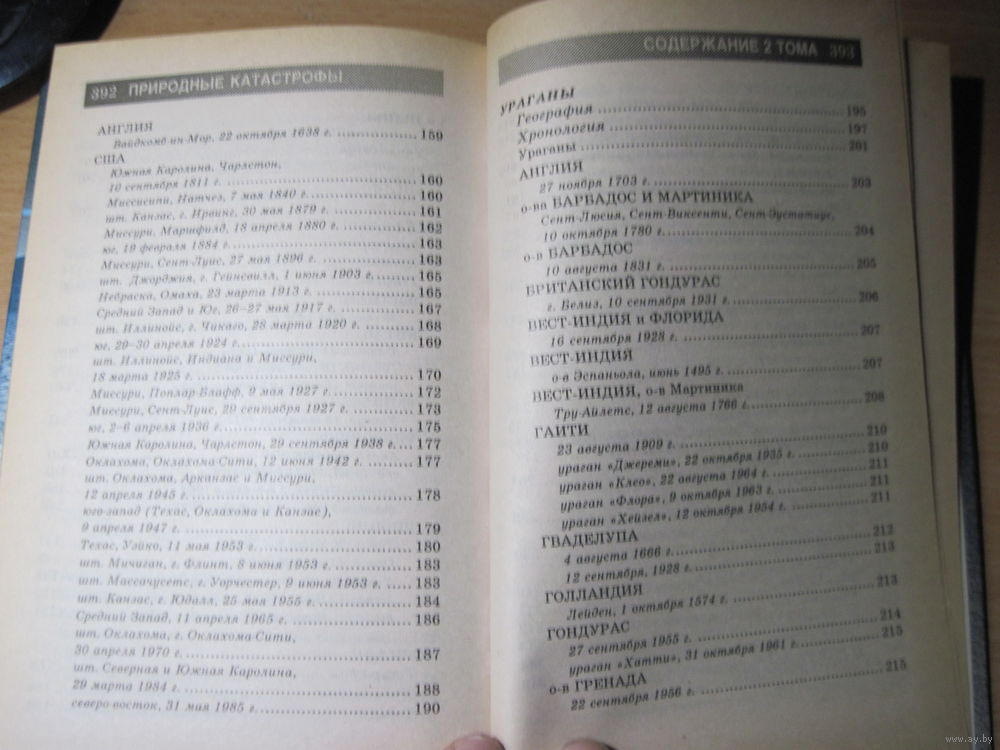 392 ПРИРОДНЫЕ КАТАСТРОФЫ
АНГЛИЯ
Вайдкомб-ин-Мор, 22 октября 1638 г. 159
США
Южная Каролина, Чарлстон,
10 сентября 1811 г. 160
Миссисипи, Натчез, 7 мая 1840 г. 160
шт. Канзас, г. Ирвинг, 30 мая 1879 г. 161
Миссури, Маршфилд, 18 апреля 1880 г. 162
юг, 19 февраля 1884 г. 163
Миссури, Сент-Луис, 27 мая 1896 г. 163
шт. Джорджия, г. Гейнсвилл, 1 июня 1903 г. 165
Небраска, Омаха, 23 марта 1913 г. 165
Средний Запад и Юг, 26-27 мая 1917 г. 167
шт. Иллинойс, г. Чикаго, 28 марта 1920 г. 168
юг, 29-30 апреля 1924 г. 169
шт. Иллинойс, Индиана и Миссури,
18 марта 1925 г. 170
Миссури, Поплар-Блафф, 9 мая 1927 г. 172
Миссури, Сент-Луис, 29 сентября 1927 г. 173
юг, 2-6 апреля 1936 г. 175
Южная Каролина, Чарлстон, 29 сентября 1938 г. 177
Оклахома, Оклахома-Сити, 12 июня 1942 г. 177
шт. Оклахома, Арканзас и Миссури,
12 апреля 1945 г. 178
юго-запад (Техас, Оклахома и Канзас),
9 апреля 1947 г. 179
Техас, Уэйко, 11 мая 1953 г. 180
шт. Мичиган, г. Флинт, 8 июня 1953 г. 183
шт. Массачусетс, г. Уорчестер, 9 июня 1953 г. 183
шт. Канзас, г. Юдалл, 25 мая 1955 г. 184
Средний Запад, 11 апреля 1965 г. 186
шт. Оклахома, г. Оклахома-Сити,
30 апреля 1970 г. 187
шт. Северная и Южная Каролина,
29 марта 1984 г. 188
северо-восток, 31 мая 1985 г. 190
СОДЕРЖАНИЕ 2 ТОМА 393
УРАГАНЫ
География 195
Хронология 197
Ураганы 201
АНГЛИЯ
27 ноября 1703 г. 203
о-ва БАРБАДОС И МАРТИНИКА
Сент-Люсия, Сент-Винсенти, Сент-Эустатиус,
10 октября 1780 г. 204
о-в БАРБАДОС
10 августа 1831 г. 205
БРИТАНСКИЙ ГОНДУРАС
г. Белиз, 10 сентября 1931 г. 206
ВЕСТ-ИНДИЯ и ФЛОРИДА
16 сентября 1928 г. 207
ВЕСТ-ИНДИЯ
о-в Эспаньола, июнь 1495 г. 207
ВЕСТ-ИНДИЯ, о-в Мартиника
Тру-Айлетс, 12 августа 1766 г. 208
ГАИТИ
23 августа 1909 г. 210
ураган «Джереми», 22 октября 1935 г. 210
ураган «Клео», 22 августа 1964 г. 211
ураган «Флора», 9 октября 1963 г. 211
ураган «Хейзел», 12 октября 1954 г. 211
ГВАДЕЛУПА
4 августа 1666 г. 212
12 сентября, 1928 г. 213
ГОЛЛАНДИЯ
Лейден, 1 октября 1574 г. 213
ГОНДУРАС
27 сентября 1955 г. 214
ураган «Хатти», 31 октября 1961 г. 215
о-в ГРЕНАДА
22 сентября 1956 г. 215
www.ay.by